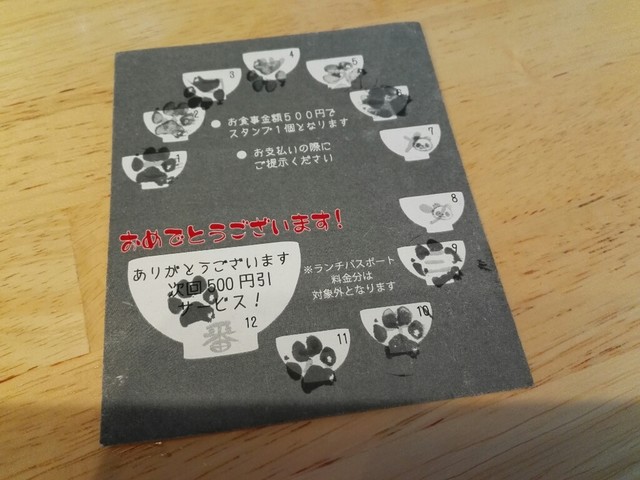 4
3
5
2
6
1
7
お食事金額５００円で
スタンプ１個となります
お支払いの際に
ご提示ください
8
おめでとうございます!
9
ありがとうございます
次回500円引
サービス!
12
番
※ランチパスポート
料金分は
対象外となります
10
11